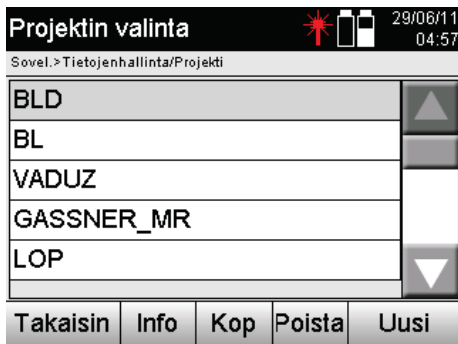 Projektin valinta
29/06/11
04:57
Sovel.>Tietojenhallinta/Projekti
BLD
BL
VADUZ
GASSNER_MR
LOP
Takaisin Info Kop Poista Uusi